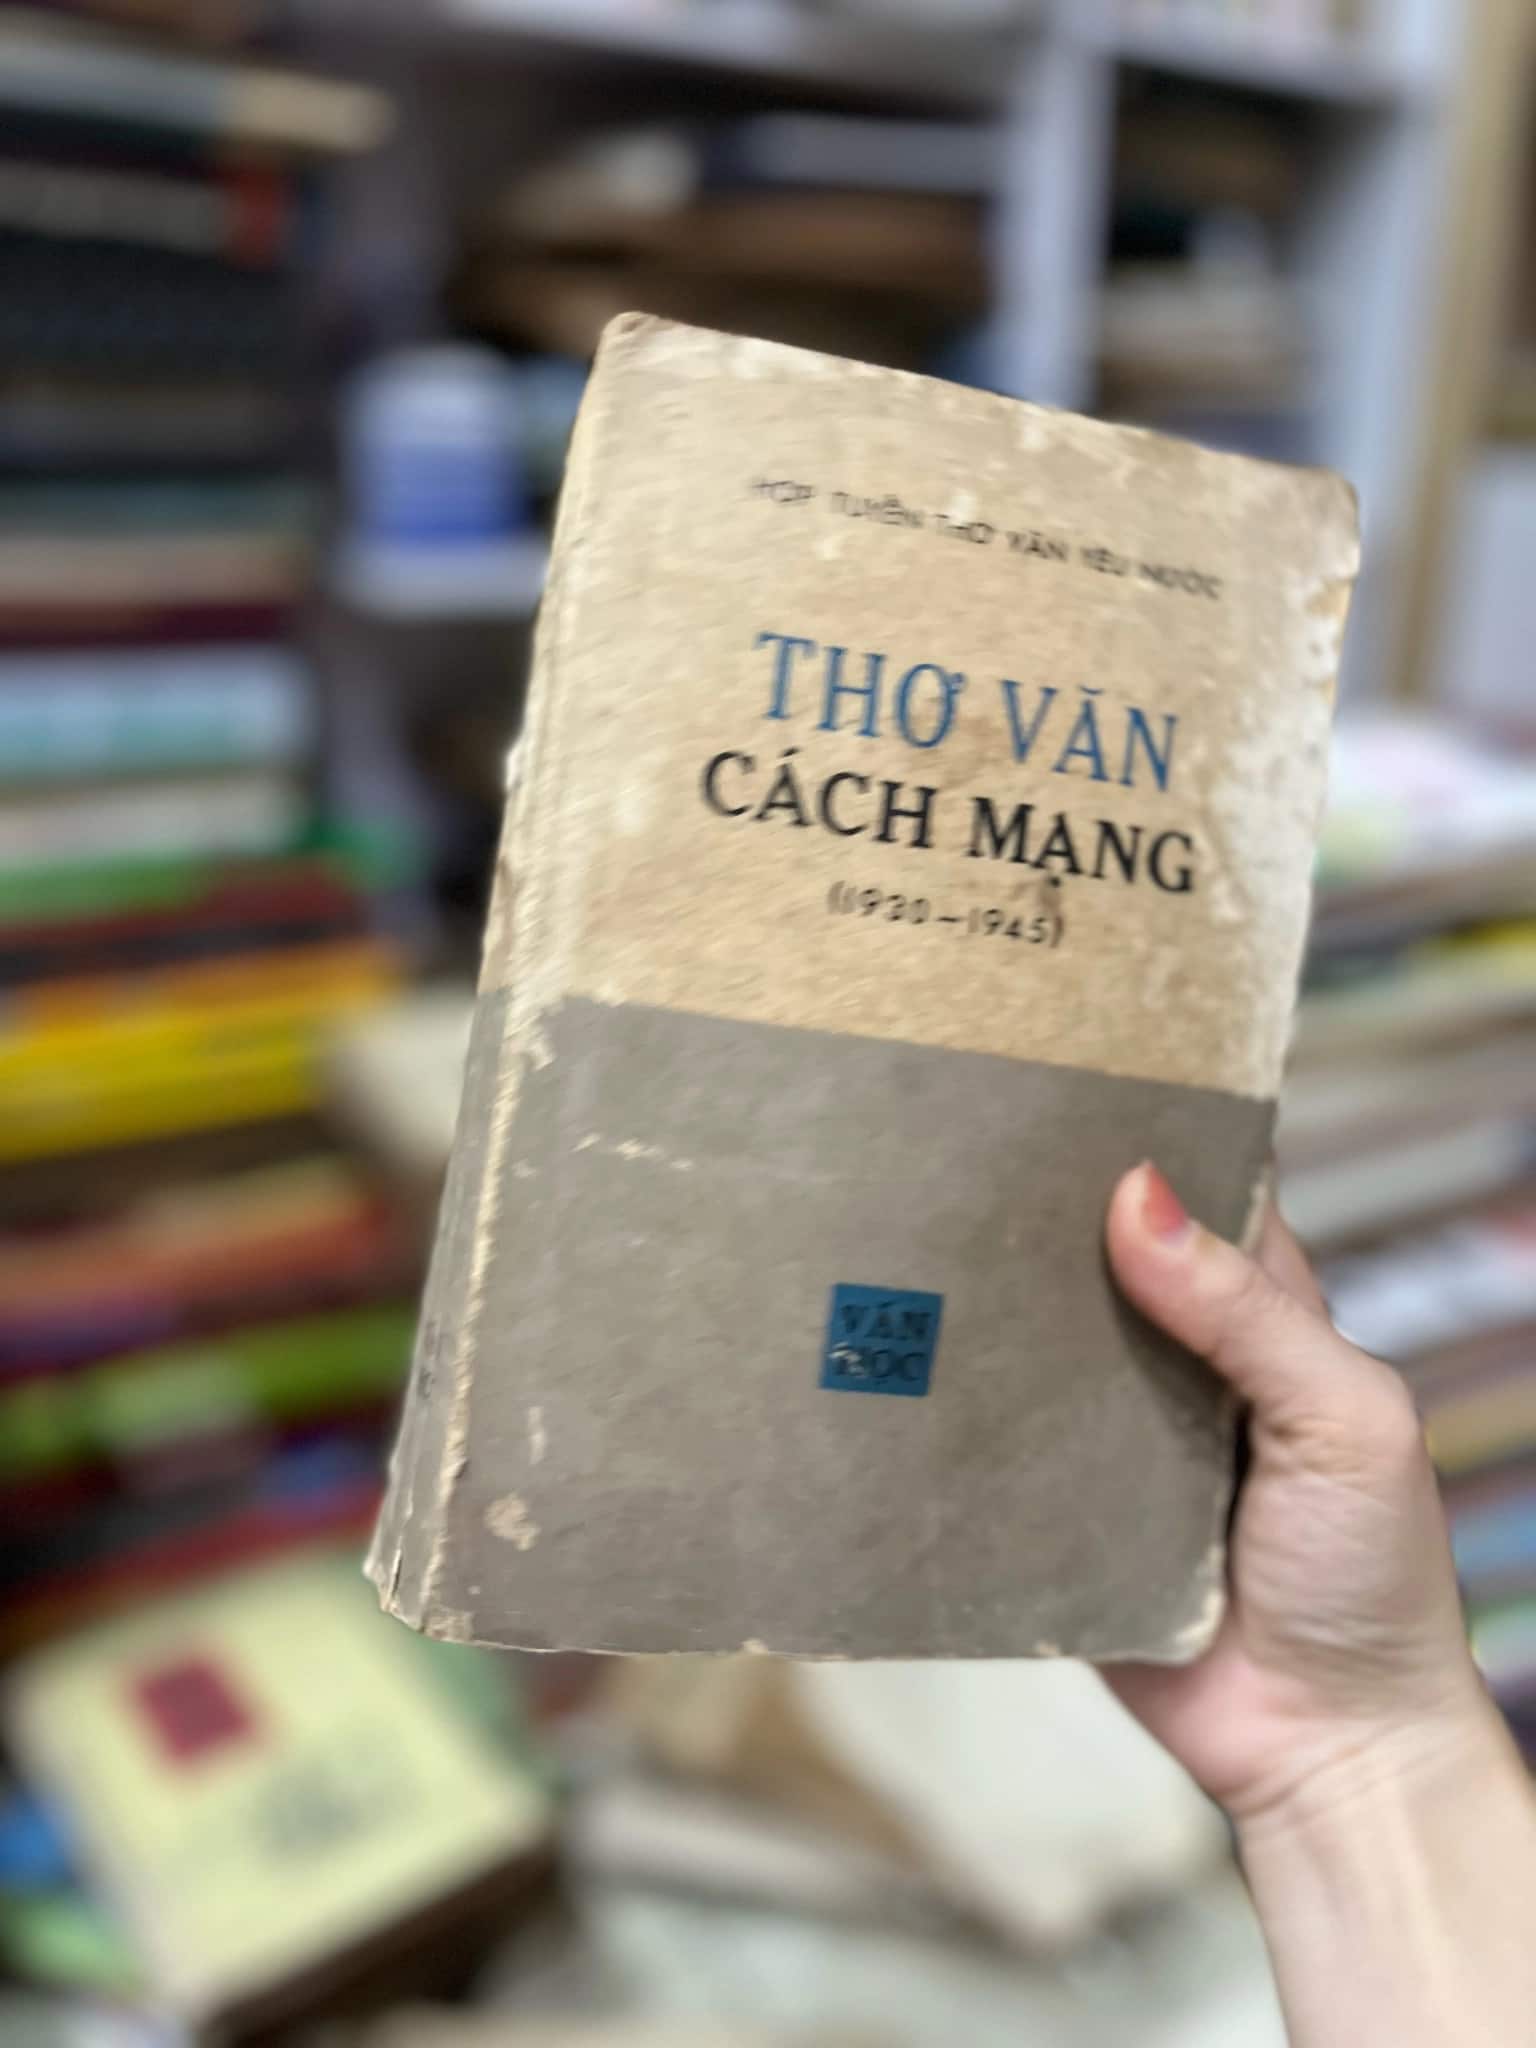 HỢP TUYỂN THƠ VĂN YÊU NƯỚC
THƠ VĂN
CÁCH MẠNG
(1930-1945)
VĂN
HỌC